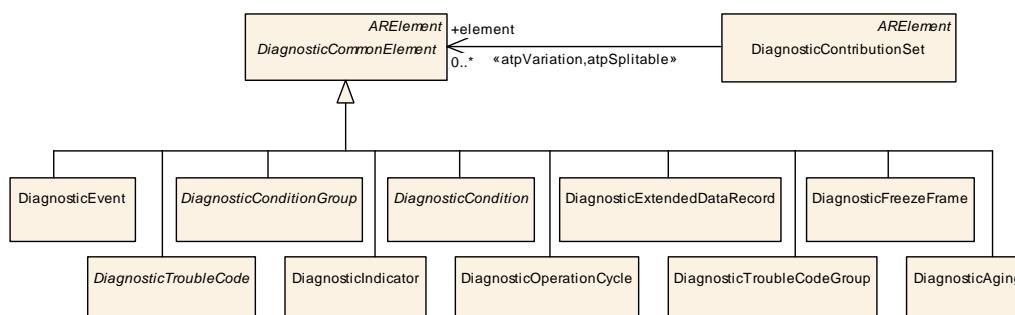 ARElement
DiagnosticCommonElement
+element
0..*
«atpVariation,atpSplitable»
ARElement
DiagnosticContributionSet
DiagnosticEvent
DiagnosticConditionGroup
DiagnosticCondition
DiagnosticExtendedDataRecord
DiagnosticFreezeFrame
DiagnosticTroubleCode
DiagnosticIndicator
DiagnosticOperationCycle
DiagnosticTroubleCodeGroup
DiagnosticAging